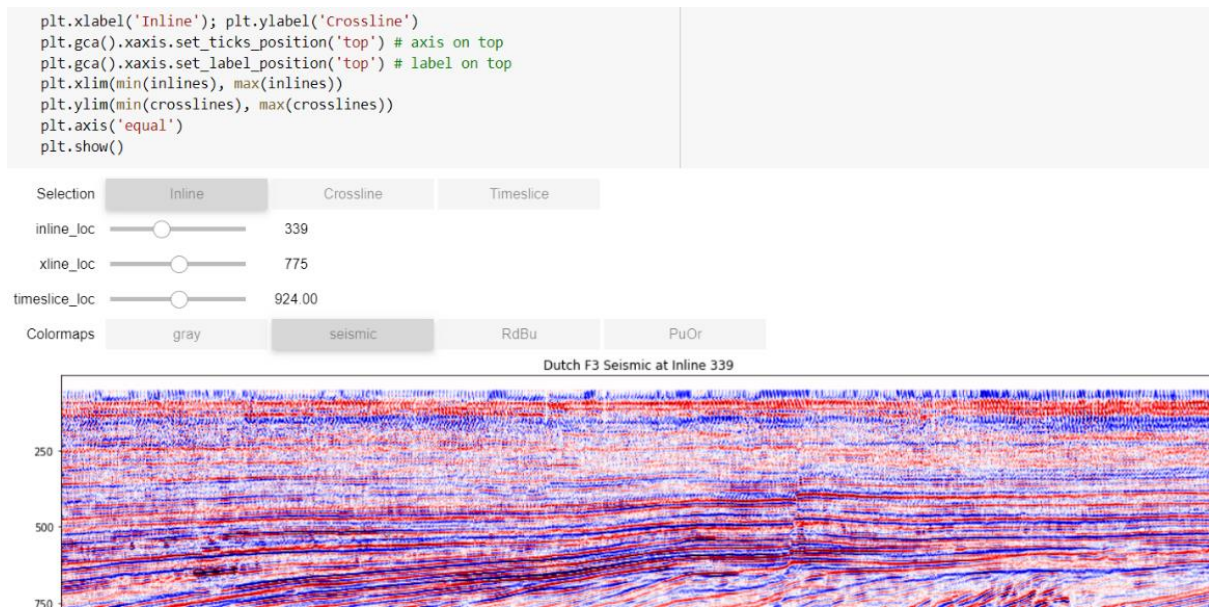 plt.xlabel('Inline'); plt.ylabel('Crossline')
plt.gca().xaxis.set_ticks_position('top') # axis on top
plt.gca().xaxis.set_label_position('top') # label on top
plt.xlim(min(inlines), max(inlines))
plt.ylim(min(crosslines), max(crosslines))
plt.axis('equal')
plt.show()
Selection Inline Crossline Timeslice
inline_loc 339
xline_loc 775
timeslice_loc 924.00
Colormaps gray seismic RdBu PuOr
Dutch F3 Seismic at Inline 339
250
500
750